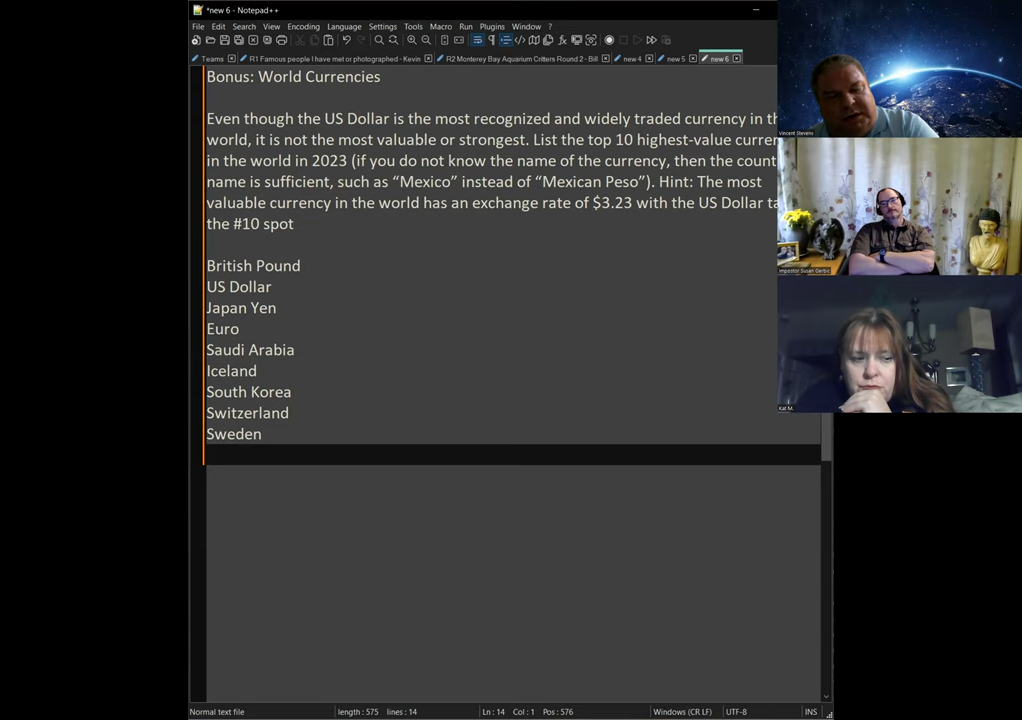 *new 6 - Notepad++
File Edit Search View Encoding Language Settings Tools Macro Run Plugins Window ?
Teams R1 Famous people I have met or photographed - Kevin R2 Monterey Bay Aquarium Critters Round 2 - Bill new 4 new 5 new 6
Bonus: World Currencies
Even though the US Dollar is the most recognized and widely traded currency in th
world, it is not the most valuable or strongest. List the top 10 highest-value curren
in the world in 2023 (if you do not know the name of the currency, then the count
name is sufficient, such as “Mexico” instead of “Mexican Peso”). Hint: The most
valuable currency in the world has an exchange rate of $3.23 with the US Dollar ta
the #10 spot
British Pound
US Dollar
Japan Yen
Euro
Saudi Arabia
Iceland
South Korea
Switzerland
Sweden
Vincent Stevens
Impostor Susan Gerbic
Kat M.
Normal text file length : 575 lines : 14 Ln : 14 Col : 1 Pos : 576 Windows (CR LF) UTF-8 INS